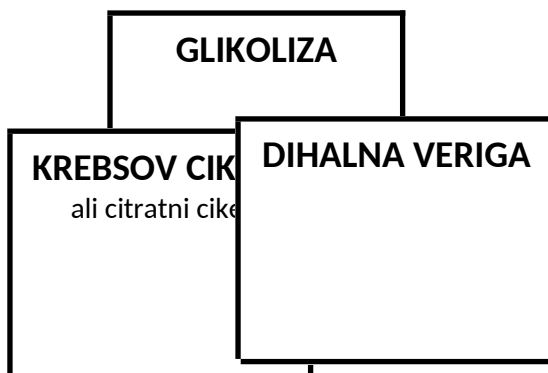 GLIKOLIZA
KREBSOV CIK
ali citratni cike
DIHALNA VERIGA